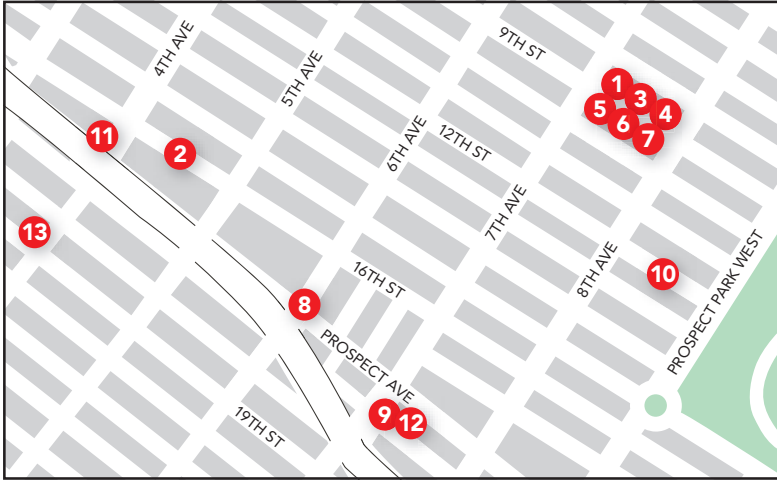 4TH AVE
5TH AVE
9TH ST
1
3
5
4
6
7
11
2
6TH AVE
12TH ST
7TH AVE
13
8TH AVE
10
PROSPECT PARK WEST
16TH ST
8
PROSPECT AVE
9
12
19TH ST